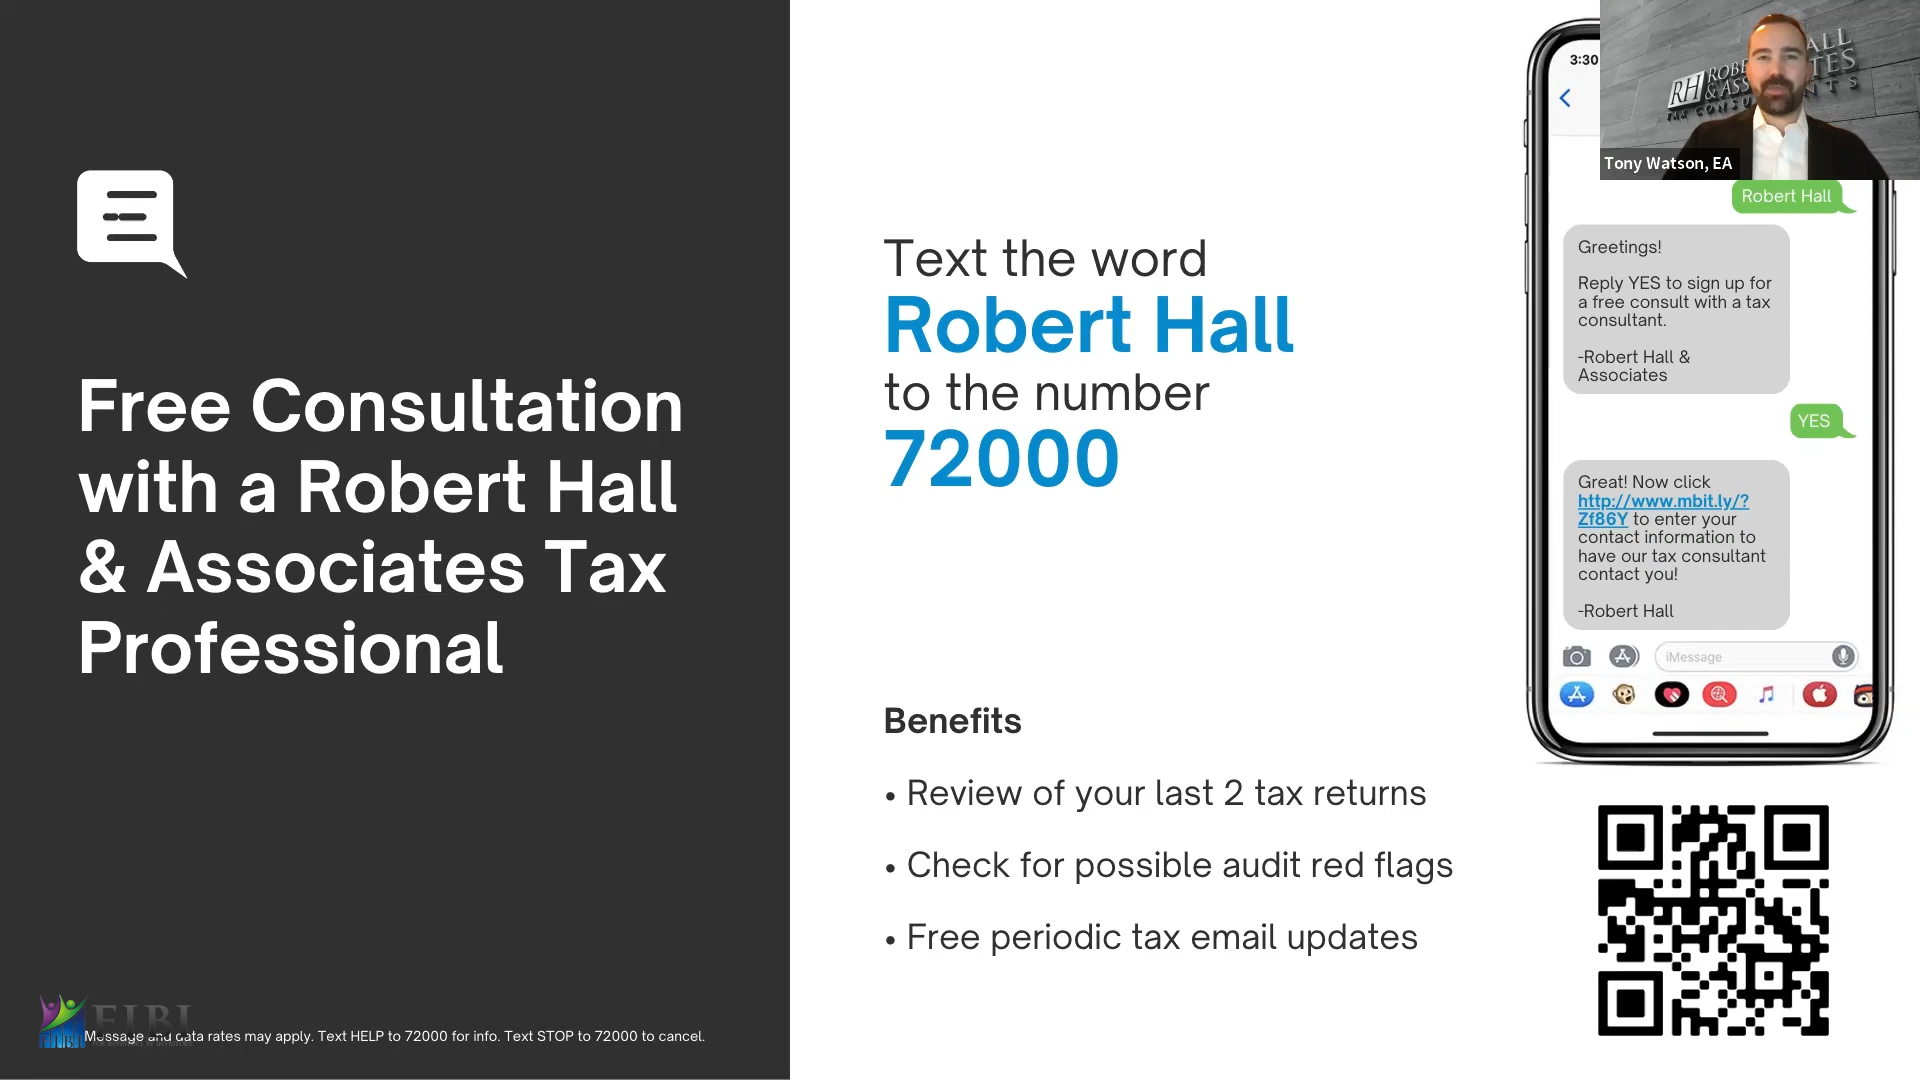 Free Consultation
with a Robert Hall
& Associates Tax
Professional
Message and data rates may apply. Text HELP to 72000 for info. Text STOP to 72000 to cancel.
FIBI
Text the word
Robert Hall
to the number
72000
Benefits
• Review of your last 2 tax returns
• Check for possible audit red flags
• Free periodic tax email updates
3:30
Tony Watson, EA
Robert Hall
Greetings!
Reply YES to sign up for
a free consult with a tax
consultant.
-Robert Hall &
Associates
YES
Great! Now click
http://www.mbit.ly/?
Zf86Y to enter your
contact information to
have our tax consultant
contact you!
-Robert Hall
iMessage